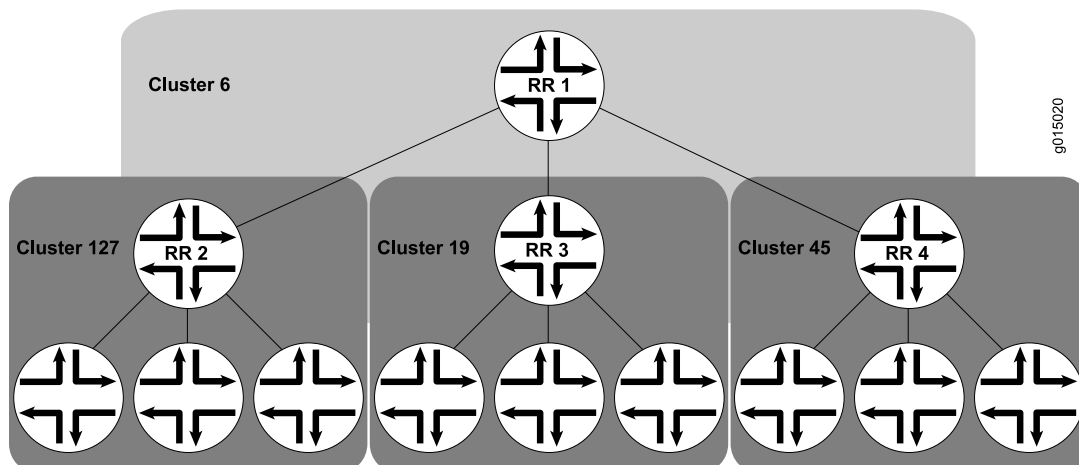 Cluster 6
RR 1
g015020
Cluster 127
RR 2
Cluster 19
RR 3
Cluster 45
RR 4